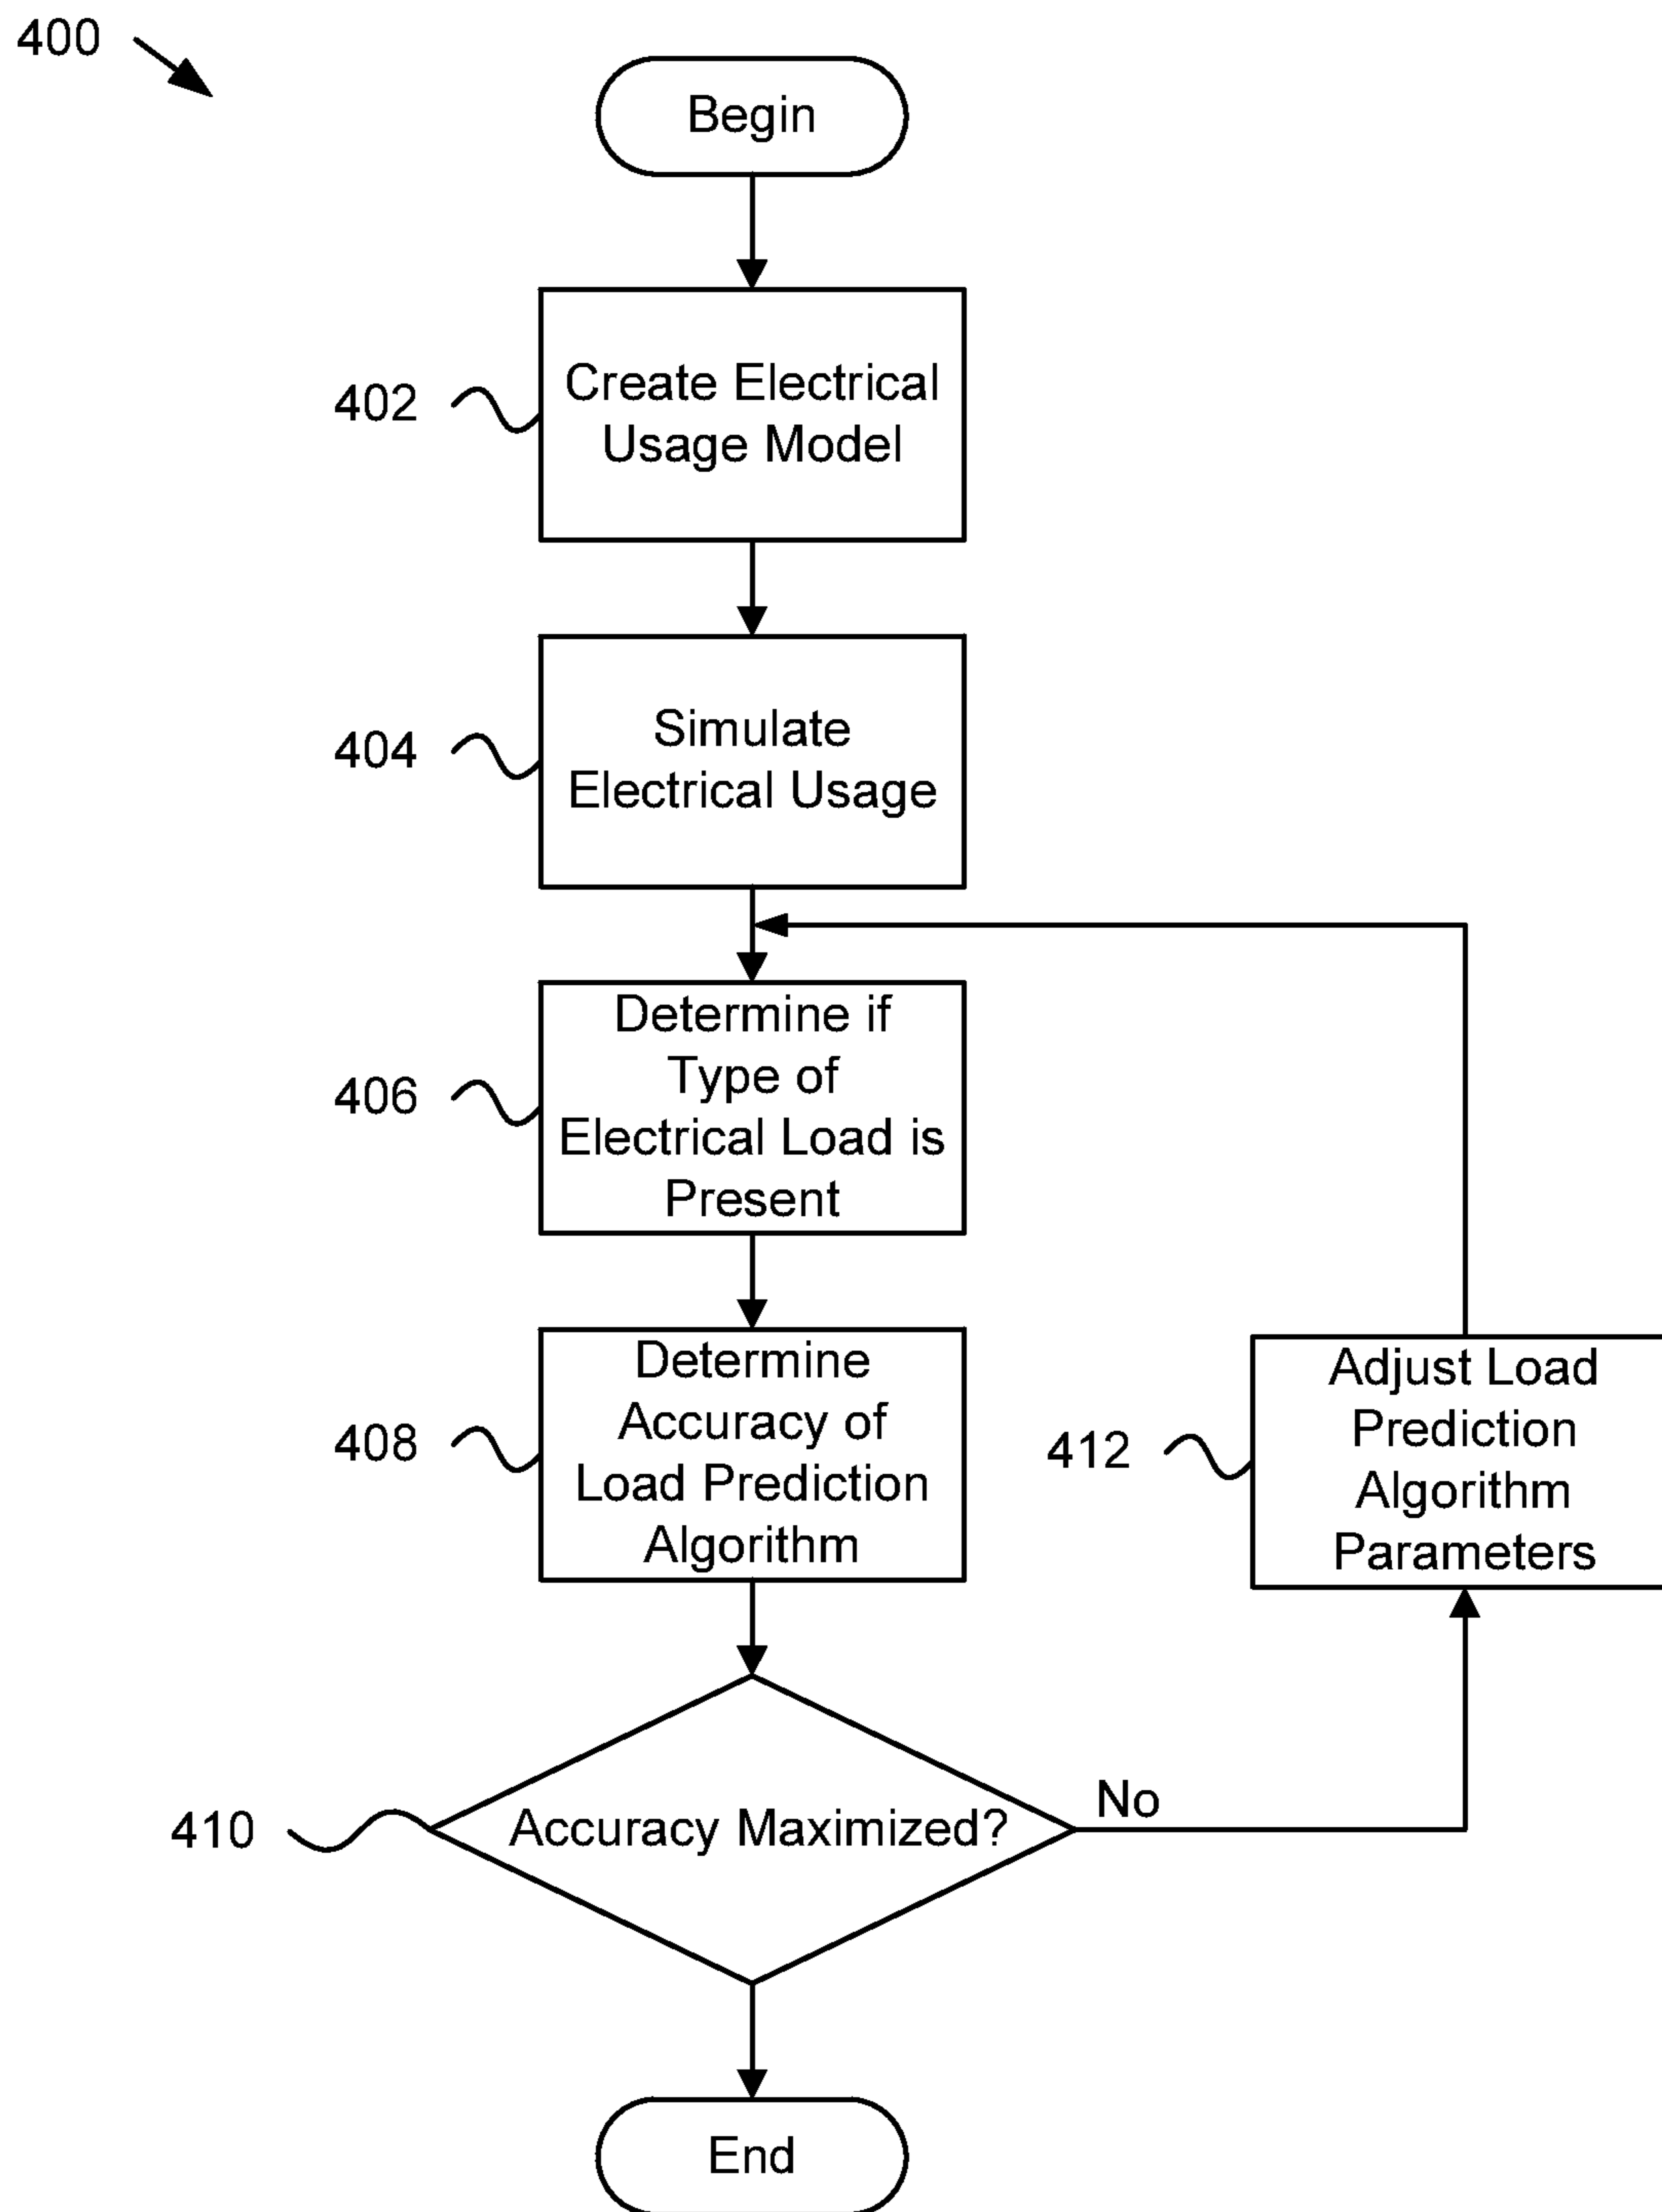 400
Begin
402
Create Electrical
Usage Model
404
Simulate
Electrical Usage
406
Determine if
Type of
Electrical Load is
Present
408
Determine
Accuracy of
Load Prediction
Algorithm
412
Adjust Load
Prediction
Algorithm
Parameters
410
Accuracy Maximized?
No
End